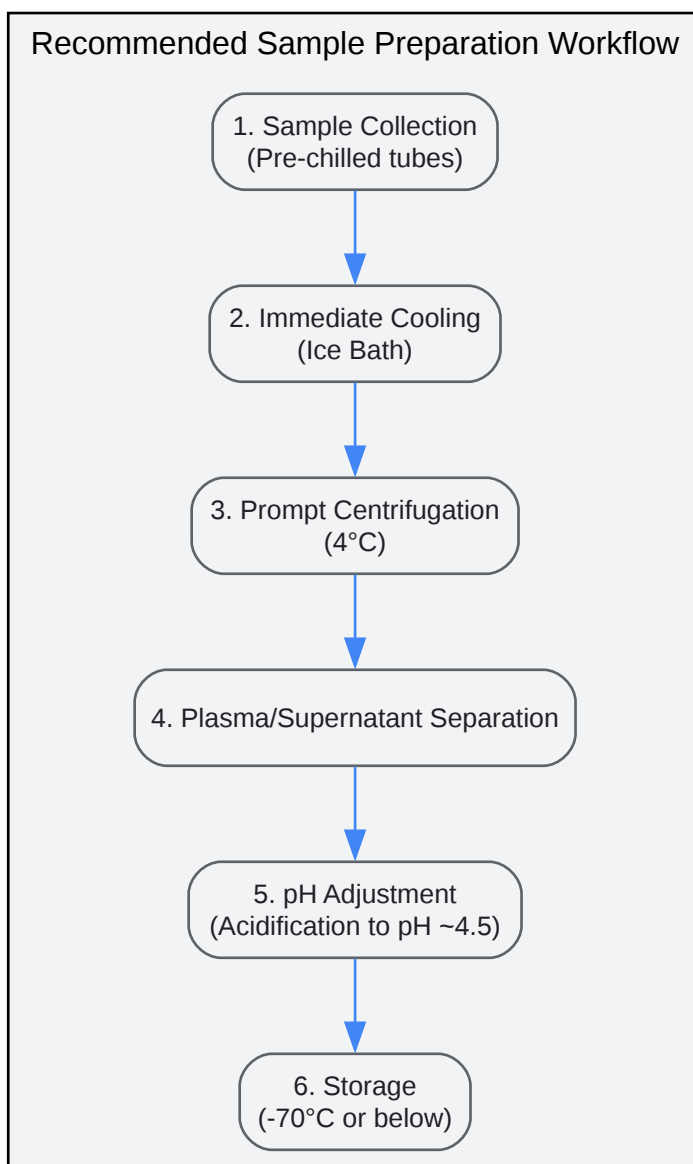 Recommended Sample Preparation Workflow
1. Sample Collection
(Pre-chilled tubes)
2. Immediate Cooling
(Ice Bath)
3. Prompt Centrifugation
(4°C)
4. Plasma/Supernatant Separation
5. pH Adjustment
(Acidification to pH ~4.5)
6. Storage
(-70°C or below)